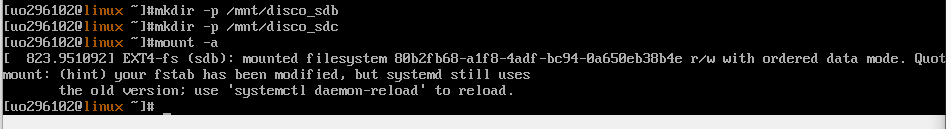 [uo296102@linux ~]#mkdir -p /mnt/disco_sdb
[uo296102@linux ~]#mkdir -p /mnt/disco_sdc
[uo296102@linux ~]#mount -a
[  823.951092] EXT4-fs (sdb): mounted filesystem 80b2fb68-a1f8-4adf-bc94-0a650eb38b4e r/w with ordered data mode. Quot
mount: (hint) your fstab has been modified, but systemd still uses
       the old version; use 'systemctl daemon-reload' to reload.
[uo296102@linux ~]#